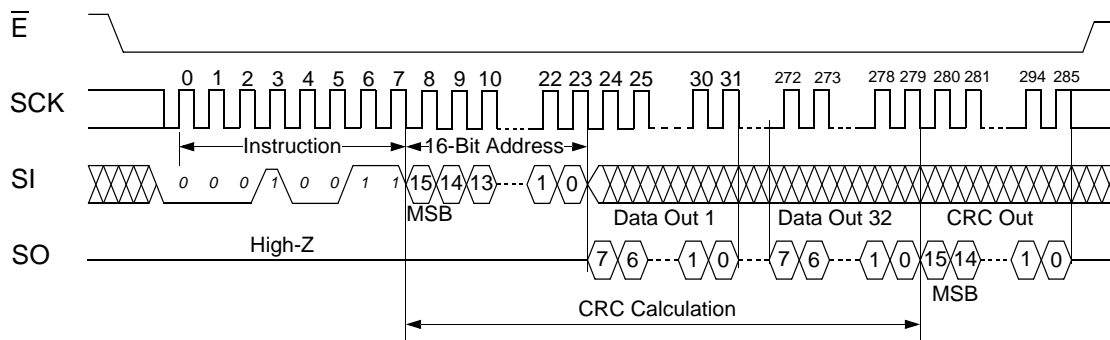 E
0 1 2 3 4 5 6 7 8 9 10 22 23 24 25 30 31 272 273 278 279 280 281 294 285
SCK
Instruction 16-Bit Address
SI 0 0 0 1 0 0 1 1 15 14 13 1 0
MSB Data Out 1 Data Out 32 CRC Out
High-Z
SO 7 6 1 0 7 6 1 0 15 14 1 0
MSB
CRC Calculation